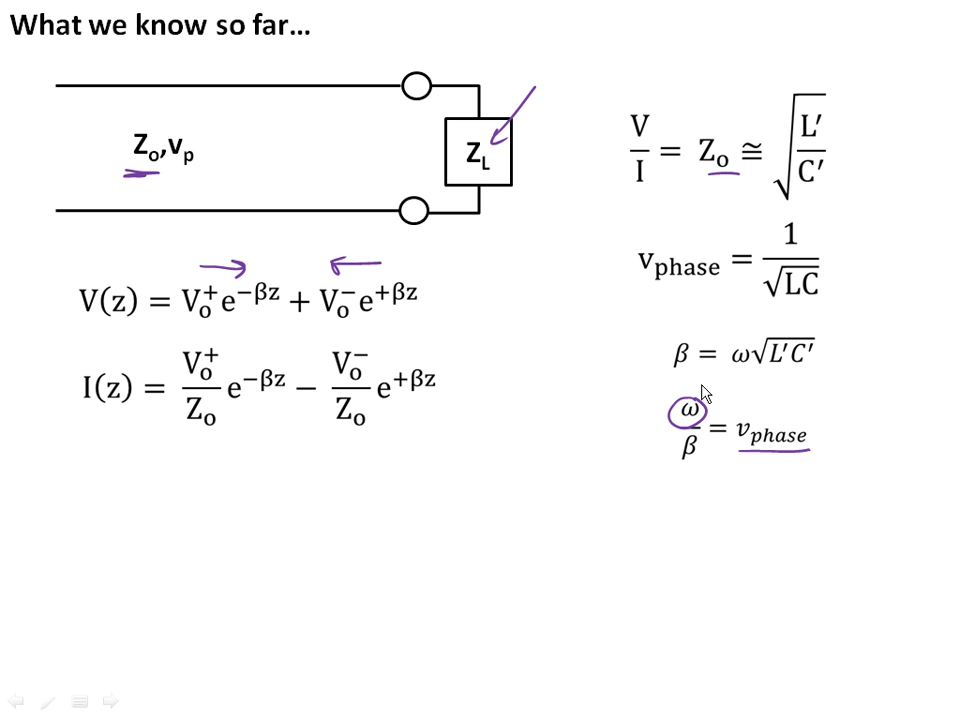 What we know so far...
Zo,vp
ZL
V/I = Zo ≅ √(L′/C′)
vphase = 1/√LC
V(z) = Vo⁺e^−βz + Vo⁻e^+βz
β = ω√L′C′
I(z) = Vo⁺/Zo e^−βz − Vo⁻/Zo e^+βz
ω/β = vphase